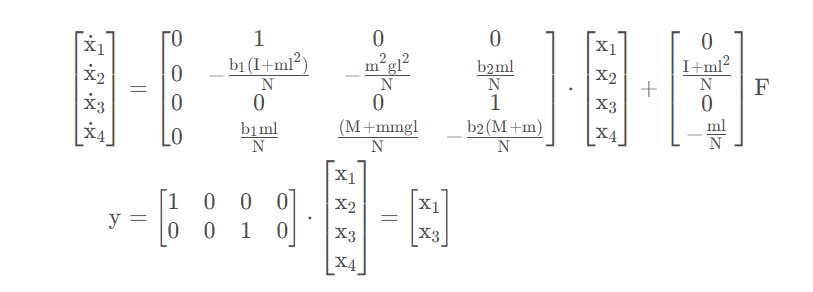 [ẋ₁ ẋ₂ ẋ₃ ẋ₄] = [0 1 0 0; 0 −b₁(I+ml²)/N −m²gl²/N b₂ml/N; 0 0 0 1; 0 b₁ml/N (M+mmgl/N −b₂(M+m)/N] · [x₁ x₂ x₃ x₄] + [0 I+ml²/N 0 −ml/N] F
y = [1 0 0 0; 0 0 1 0] · [x₁ x₂ x₃ x₄] = [x₁ x₃]